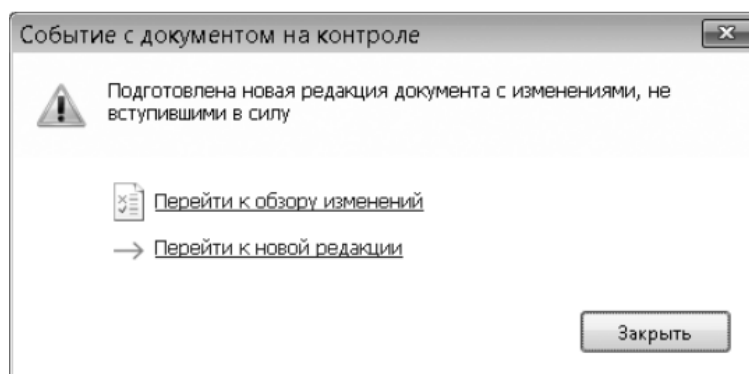 Событие с документом на контроле
Подготовлена новая редакция документа с изменениями, не
вступившими в силу
Перейти к обзору изменений
Перейти к новой редакции
Закрыть